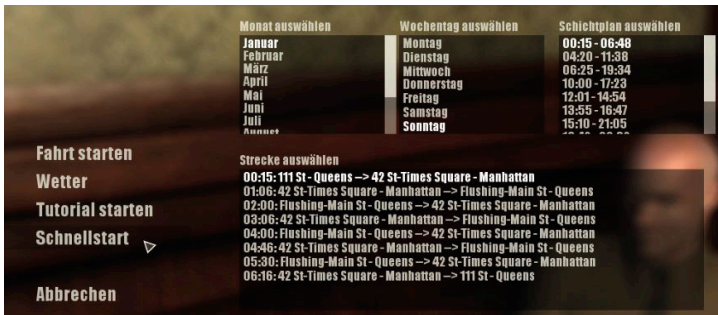 Monat auswählen
Januar
Februar
März
April
Mai
Juni
Juli
August
Wochentag auswählen
Montag
Dienstag
Mittwoch
Donnerstag
Freitag
Samstag
Sonntag
Schichtplan auswählen
00:15 - 06:48
04:20 - 11:38
06:25 - 19:34
10:00 - 17:23
12:01 - 14:54
13:55 - 16:47
15:10 - 21:05
Fahrt starten
Wetter
Tutorial starten
Schnellstart
Abbrechen
Strecke auswählen
00:15: 111 St - Queens --> 42 St-Times Square - Manhattan
01:06: 42 St-Times Square - Manhattan --> Flushing-Main St - Queens
02:00: Flushing-Main St - Queens --> 42 St-Times Square - Manhattan
03:06: 42 St-Times Square - Manhattan --> Flushing-Main St - Queens
04:00: Flushing-Main St - Queens --> 42 St-Times Square - Manhattan
04:46: 42 St-Times Square - Manhattan --> Flushing-Main St - Queens
05:30: Flushing-Main St - Queens --> 42 St-Times Square - Manhattan
06:16: 42 St-Times Square - Manhattan --> 111 St - Queens